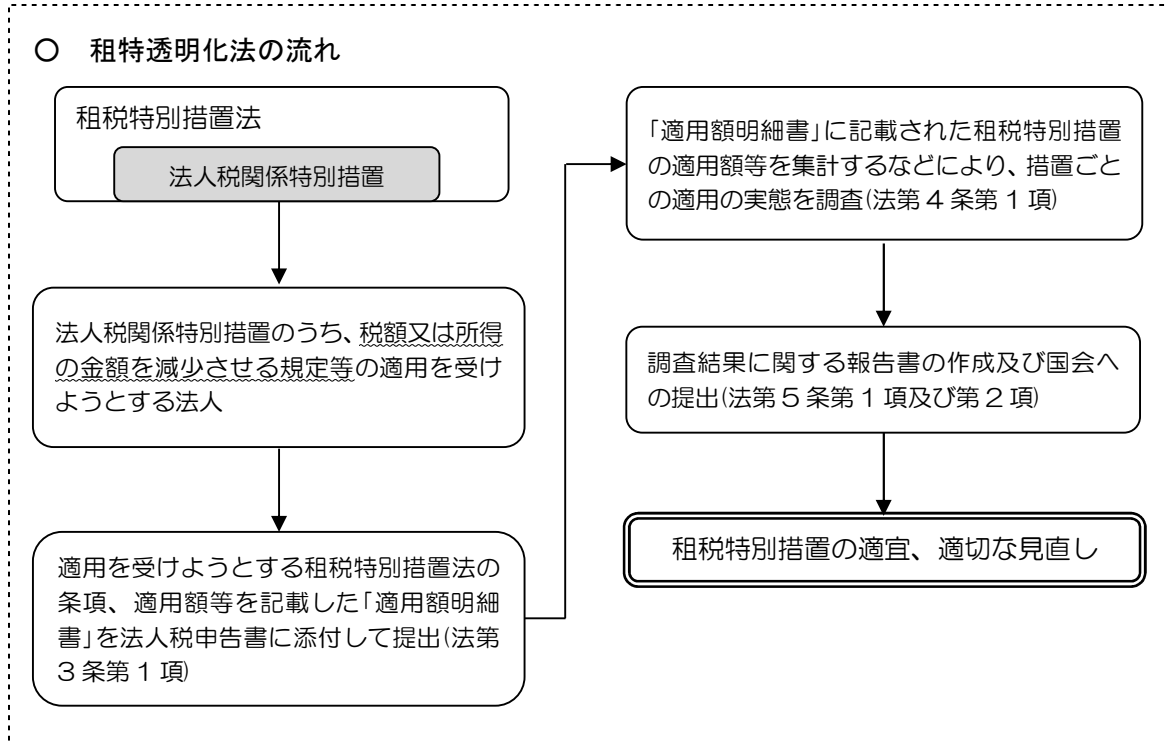 ○　租特透明化法の流れ
租税特別措置法
法人税関係特別措置
法人税関係特別措置のうち、税額又は所得
の金額を減少させる規定等の適用を受け
ようとする法人
適用を受けようとする租税特別措置法の
条項、適用額等を記載した「適用額明細
書」を法人税申告書に添付して提出(法第
3条第1項)
「適用額明細書」に記載された租税特別措置
の適用額等を集計するなどにより、措置ごと
の適用の実態を調査(法第4条第1項)
調査結果に関する報告書の作成及び国会へ
の提出(法第5条第1項及び第2項)
租税特別措置の適宜、適切な見直し